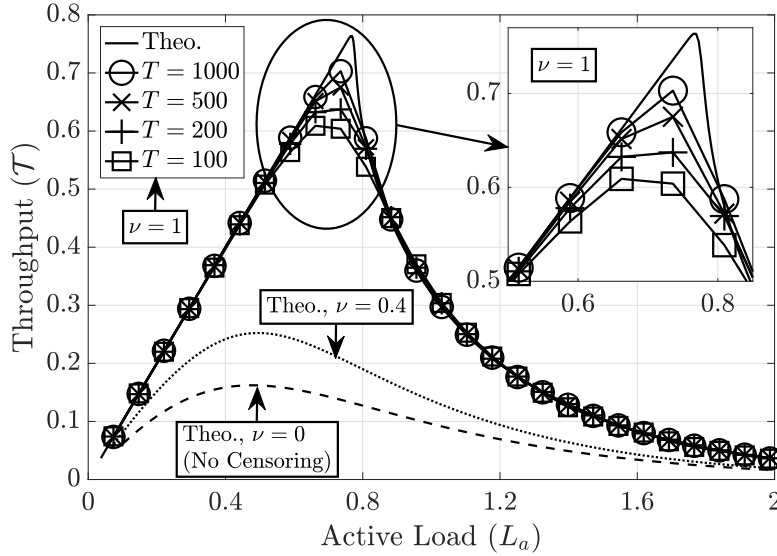 Theo.
T = 1000
T = 500
T = 200
T = 100
ν = 1
ν = 1
Theo., ν = 0.4
Theo., ν = 0
(No Censoring)
0.8
0.7
0.6
0.5
0.4
0.3
0.2
0.1
0
0 0.4 0.8 1.2 1.6 2
0.7
0.6
0.5
0.6 0.8
Throughput (𝒯)
Active Load (Lₐ)